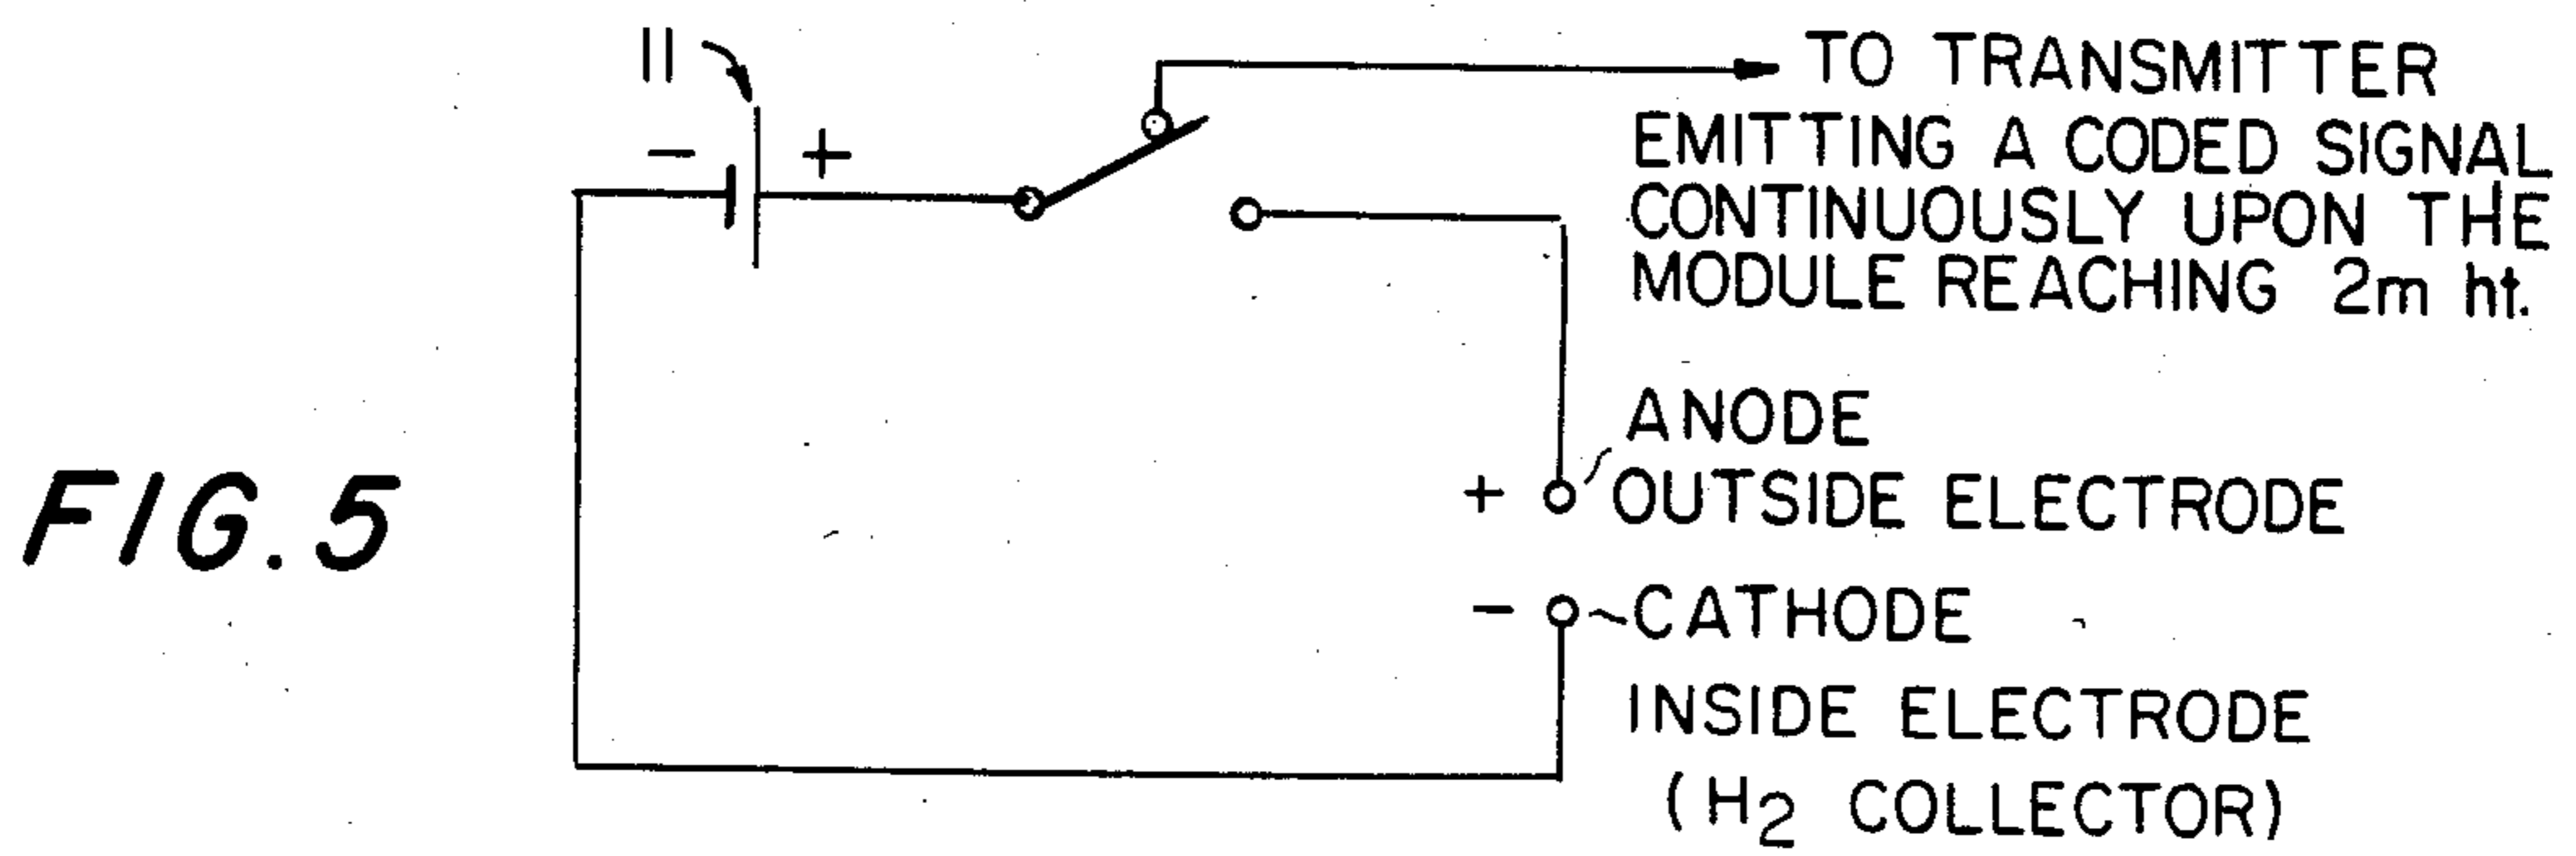 11
TO TRANSMITTER
EMITTING A CODED SIGNAL
CONTINUOUSLY UPON THE
MODULE REACHING 2m ht.
- +
ANODE
+ OUTSIDE ELECTRODE
- CATHODE
INSIDE ELECTRODE
(H2 COLLECTOR)
FIG. 5